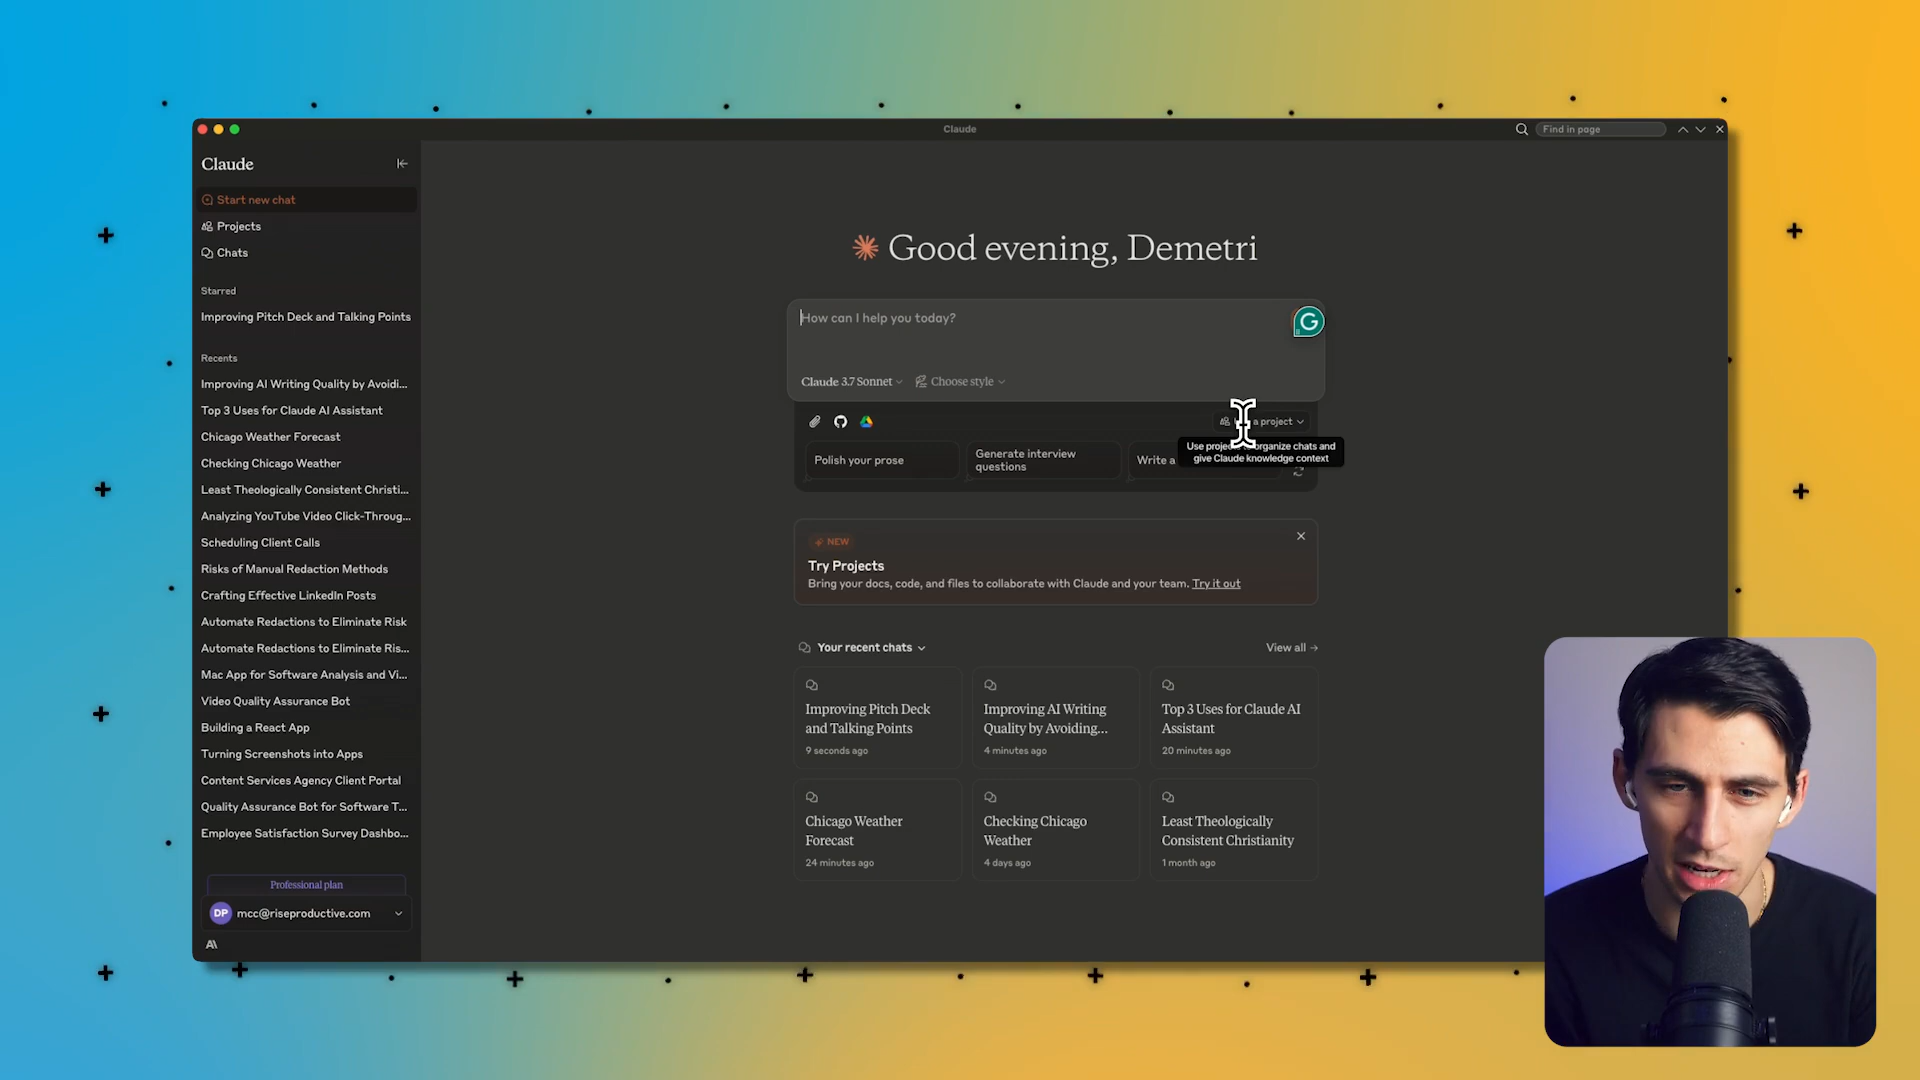 Claude
Find in page
Claude
Start new chat
Projects
Chats
Starred
Improving Pitch Deck and Talking Points
Recents
Improving AI Writing Quality by Avoidi...
Top 3 Uses for Claude AI Assistant
Chicago Weather Forecast
Checking Chicago Weather
Least Theologically Consistent Christi...
Analyzing YouTube Video Click-Throug...
Scheduling Client Calls
Risks of Manual Redaction Methods
Crafting Effective LinkedIn Posts
Automate Redactions to Eliminate Risk
Automate Redactions to Eliminate Ris...
Mac App for Software Analysis and Vi...
Video Quality Assurance Bot
Building a React App
Turning Screenshots into Apps
Content Services Agency Client Portal
Quality Assurance Bot for Software T...
Employee Satisfaction Survey Dashbo...
Professional plan
DP mcc@riseproductive.com
A\
Good evening, Demetri
How can I help you today?
G
Claude 3.7 Sonnet
Choose style
a project
Use projects to organize chats and
give Claude knowledge context
Polish your prose
Generate interview
questions
Write a
NEW
Try Projects
Bring your docs, code, and files to collaborate with Claude and your team. Try it out
Your recent chats
View all →
Improving Pitch Deck
and Talking Points
9 seconds ago
Improving AI Writing
Quality by Avoiding...
4 minutes ago
Top 3 Uses for Claude AI
Assistant
20 minutes ago
Chicago Weather
Forecast
24 minutes ago
Checking Chicago
Weather
4 days ago
Least Theologically
Consistent Christianity
1 month ago